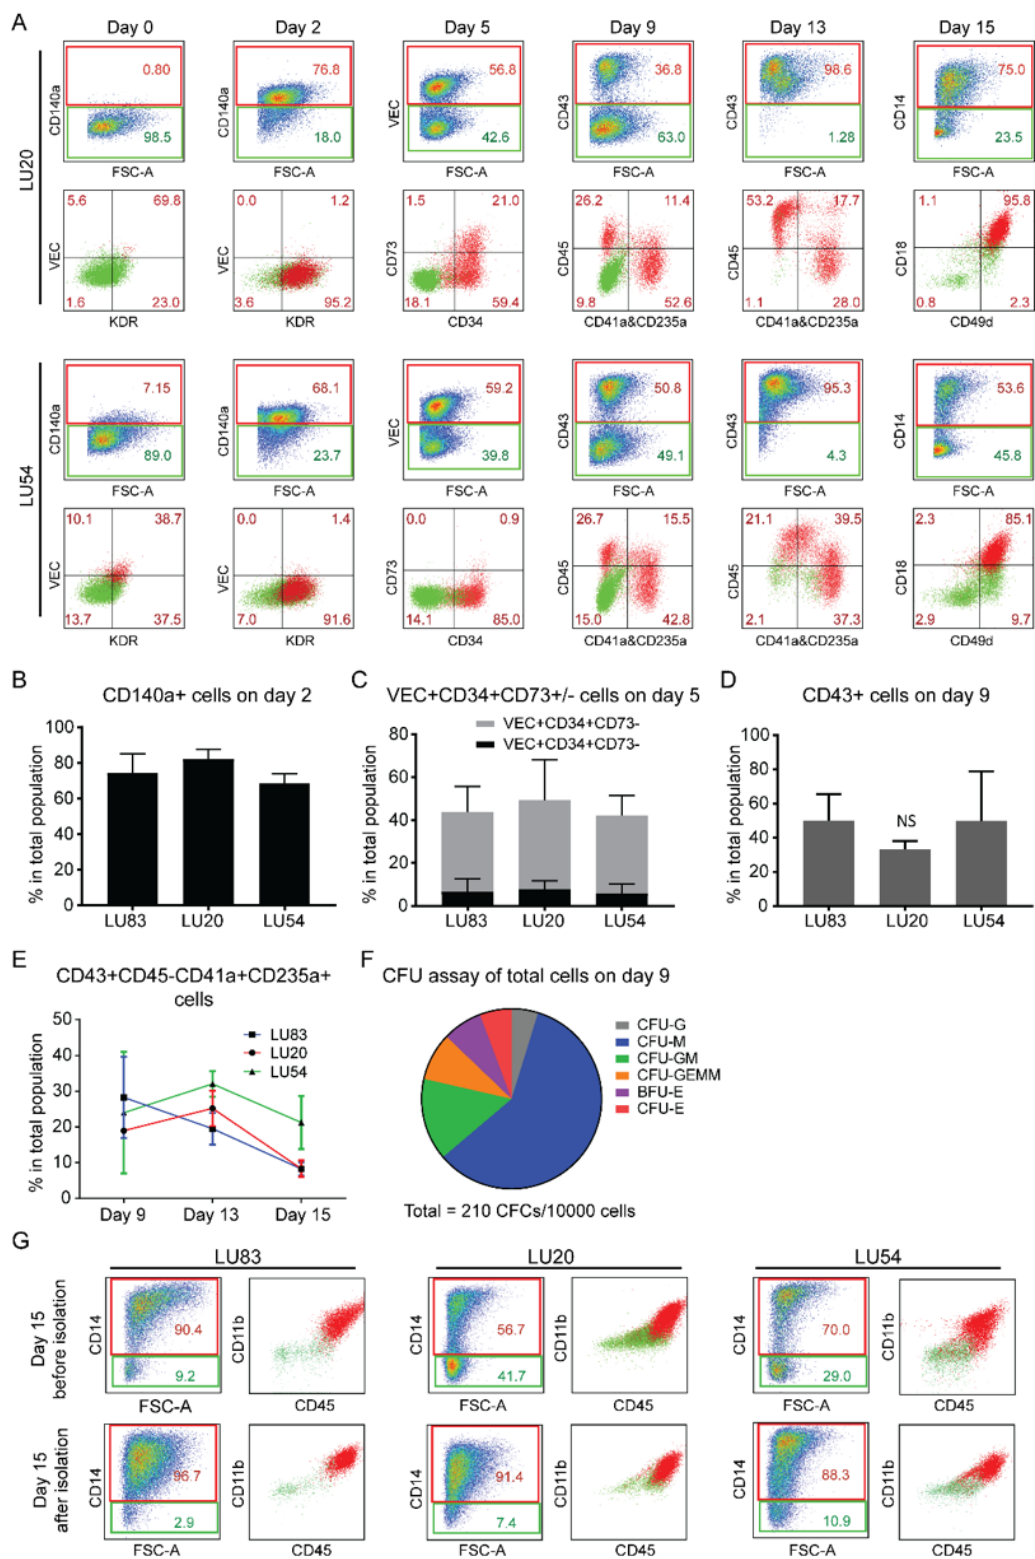 A
Day 0 Day 2 Day 5 Day 9 Day 13 Day 15
LU20
CD140a 0.80 98.5 FSC-A
CD140a 76.8 18.0 FSC-A
VEC 56.8 42.6 FSC-A
CD43 36.8 63.0 FSC-A
CD43 98.6 1.28 FSC-A
CD14 75.0 23.5 FSC-A
5.6 69.8 VEC 1.6 23.0 KDR
0.0 1.2 VEC 3.6 95.2 KDR
1.5 21.0 CD73 18.1 59.4 CD34
26.2 11.4 CD45 9.8 52.6 CD41a&CD235a
53.2 17.7 CD45 1.1 28.0 CD41a&CD235a
1.1 95.8 CD18 0.8 2.3 CD49d
LU54
CD140a 7.15 89.0 FSC-A
CD140a 68.1 23.7 FSC-A
VEC 59.2 39.8 FSC-A
CD43 50.8 49.1 FSC-A
CD43 95.3 4.3 FSC-A
CD14 53.6 45.8 FSC-A
10.1 38.7 VEC 13.7 37.5 KDR
0.0 1.4 VEC 7.0 91.6 KDR
0.0 0.9 CD73 14.1 85.0 CD34
26.7 15.5 CD45 15.0 42.8 CD41a&CD235a
21.1 39.5 CD45 2.1 37.3 CD41a&CD235a
2.3 85.1 CD18 2.9 9.7 CD49d
B
CD140a+ cells on day 2
% in total population
100
80
60
40
20
0
LU83 LU20 LU54
C
VEC+CD34+CD73+/- cells on day 5
VEC+CD34+CD73-
VEC+CD34+CD73-
% in total population
80
60
40
20
0
LU83 LU20 LU54
D
CD43+ cells on day 9
% in total population
100
80
60
40
20
0
NS
LU83 LU20 LU54
E
CD43+CD45-CD41a+CD235a+
cells
% in total population
50
40
30
20
10
0
LU83
LU20
LU54
Day 9 Day 13 Day 15
F
CFU assay of total cells on day 9
CFU-G
CFU-M
CFU-GM
CFU-GEMM
BFU-E
CFU-E
Total = 210 CFCs/10000 cells
G
LU83 LU20 LU54
Day 15
before isolation
CD14 90.4 9.2 FSC-A
CD11b CD45
CD14 56.7 41.7 FSC-A
CD11b CD45
CD14 70.0 29.0 FSC-A
CD11b CD45
Day 15
after isolation
CD14 96.7 2.9 FSC-A
CD11b CD45
CD14 91.4 7.4 FSC-A
CD11b CD45
CD14 88.3 10.9 FSC-A
CD11b CD45